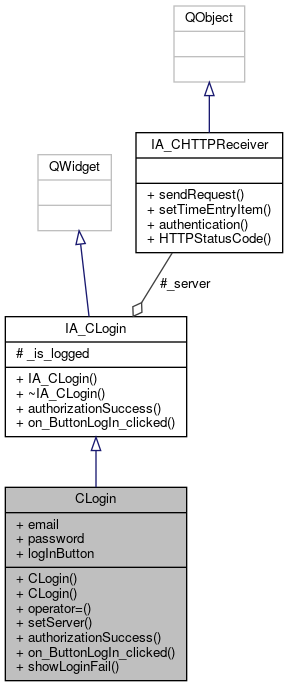 QObject
IA_CHTTPReceiver
+ sendRequest()
+ setTimeEntryItem()
+ authentication()
+ HTTPStatusCode()
QWidget
#_server
IA_CLogin
# _is_logged
+ IA_CLogin()
+ ~IA_CLogin()
+ authorizationSuccess()
+ on_ButtonLogIn_clicked()
CLogin
+ email
+ password
+ logInButton
+ CLogin()
+ CLogin()
+ operator=()
+ setServer()
+ authorizationSuccess()
+ on_ButtonLogIn_clicked()
+ showLoginFail()